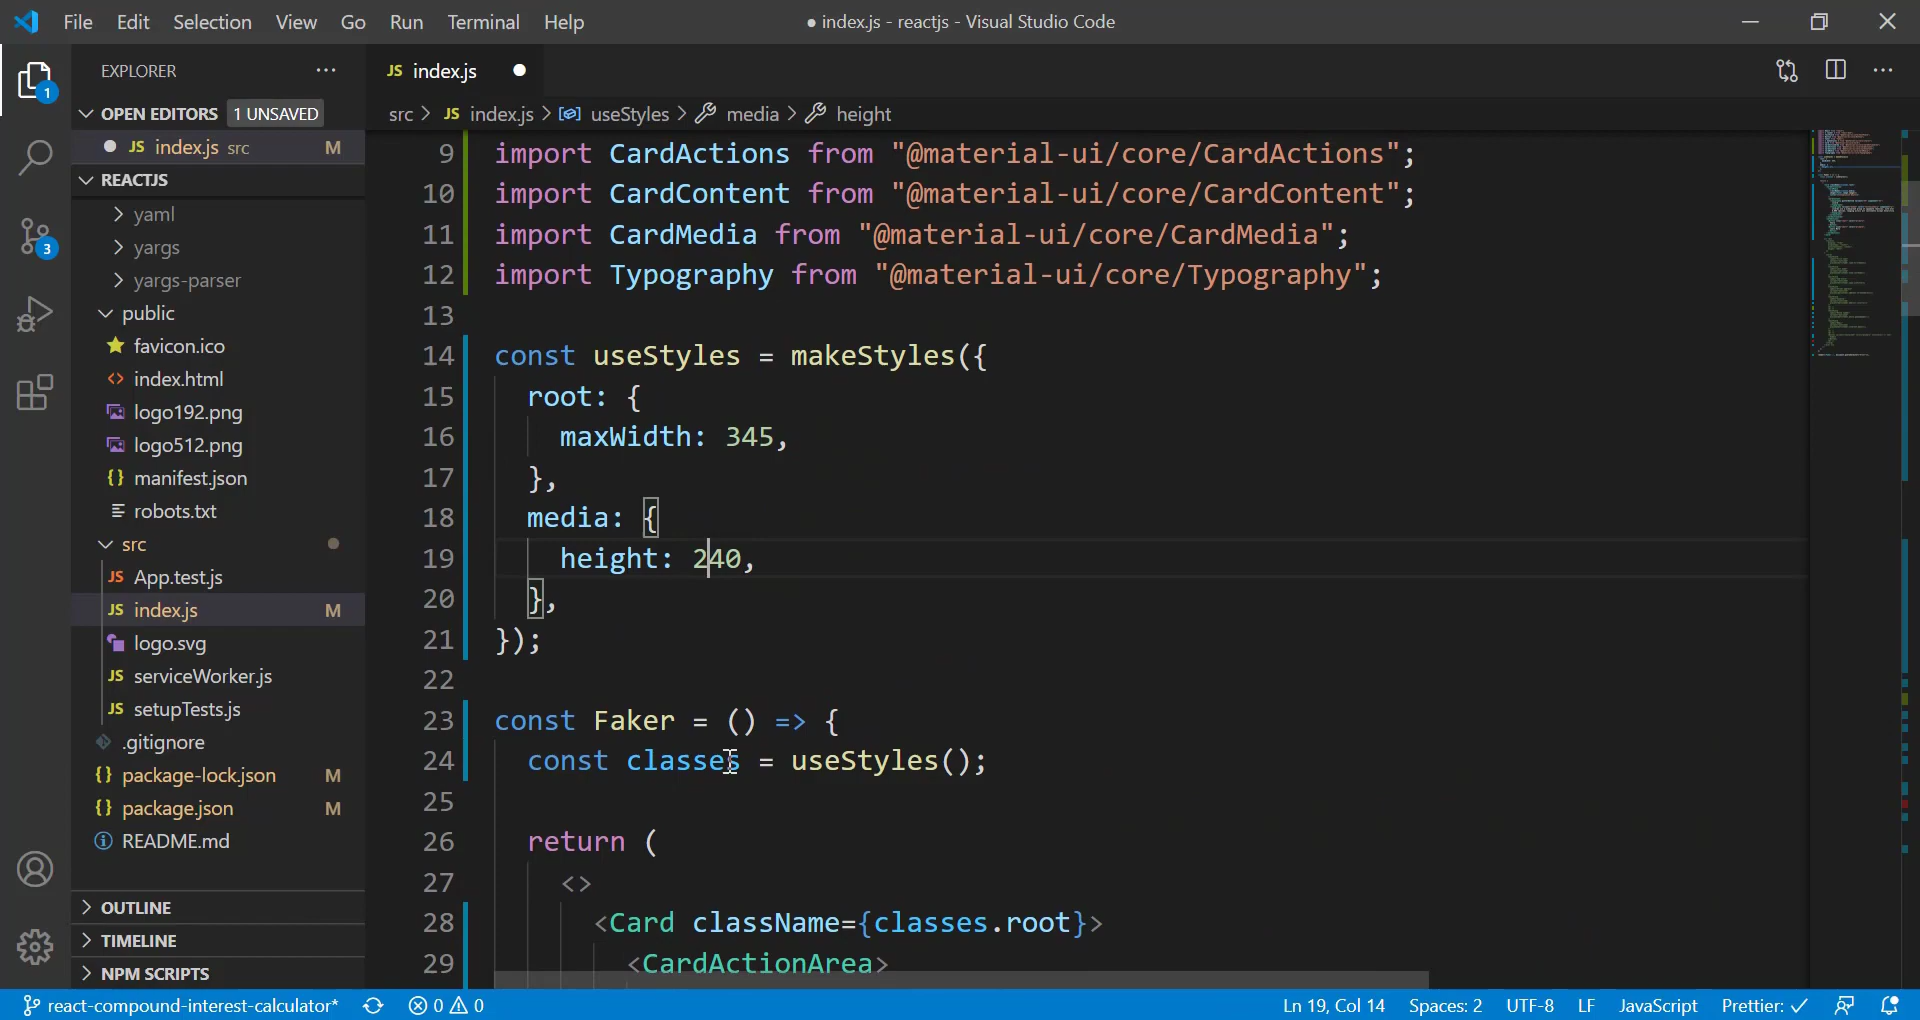 File Edit Selection View Go Run Terminal Help ● index.js - reactjs - Visual Studio Code
EXPLORER ···
OPEN EDITORS 1 UNSAVED
● JS index.js src M
REACTJS
yaml
yargs
yargs-parser
public
favicon.ico
<> index.html
logo192.png
logo512.png
{} manifest.json
robots.txt
src
JS App.test.js
JS index.js M
logo.svg
JS serviceWorker.js
JS setupTests.js
.gitignore
{} package-lock.json M
{} package.json M
README.md
OUTLINE
TIMELINE
NPM SCRIPTS
1
3
JS index.js ●
src > JS index.js > useStyles > media > height
9 import CardActions from "@material-ui/core/CardActions";
10 import CardContent from "@material-ui/core/CardContent";
11 import CardMedia from "@material-ui/core/CardMedia";
12 import Typography from "@material-ui/core/Typography";
13
14 const useStyles = makeStyles({
15 root: {
16 maxWidth: 345,
17 },
18 media: {
19 height: 240,
20 },
21 });
22
23 const Faker = () => {
24 const classes = useStyles();
25
26 return (
27 <>
28 <Card className={classes.root}>
29 <CardActionArea>
react-compound-interest-calculator* 0 0 Ln 19, Col 14 Spaces: 2 UTF-8 LF JavaScript Prettier: ✓